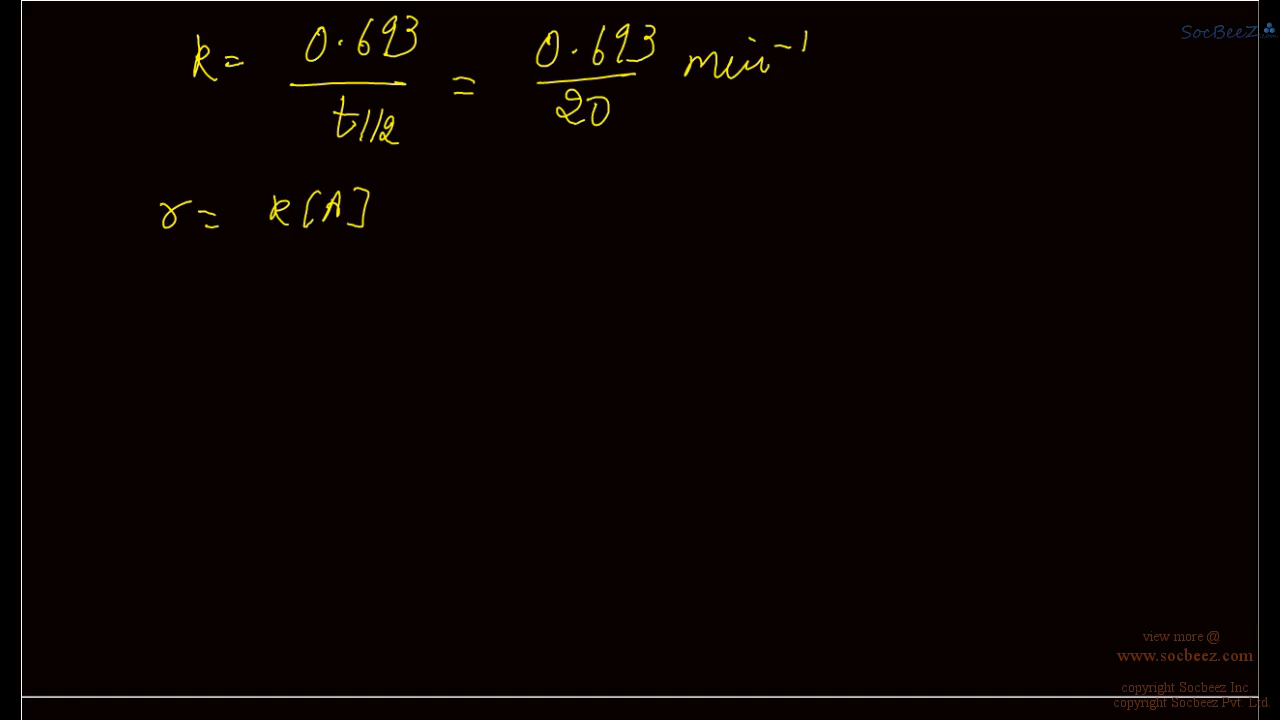 SocBeeZ
k = 0.693 / t1/2 = 0.693 / 20 min⁻¹
r = k[A]
view more @
www.socbeez.com
copyright Socbeez Inc.
copyright Socbeez Pvt. Ltd.